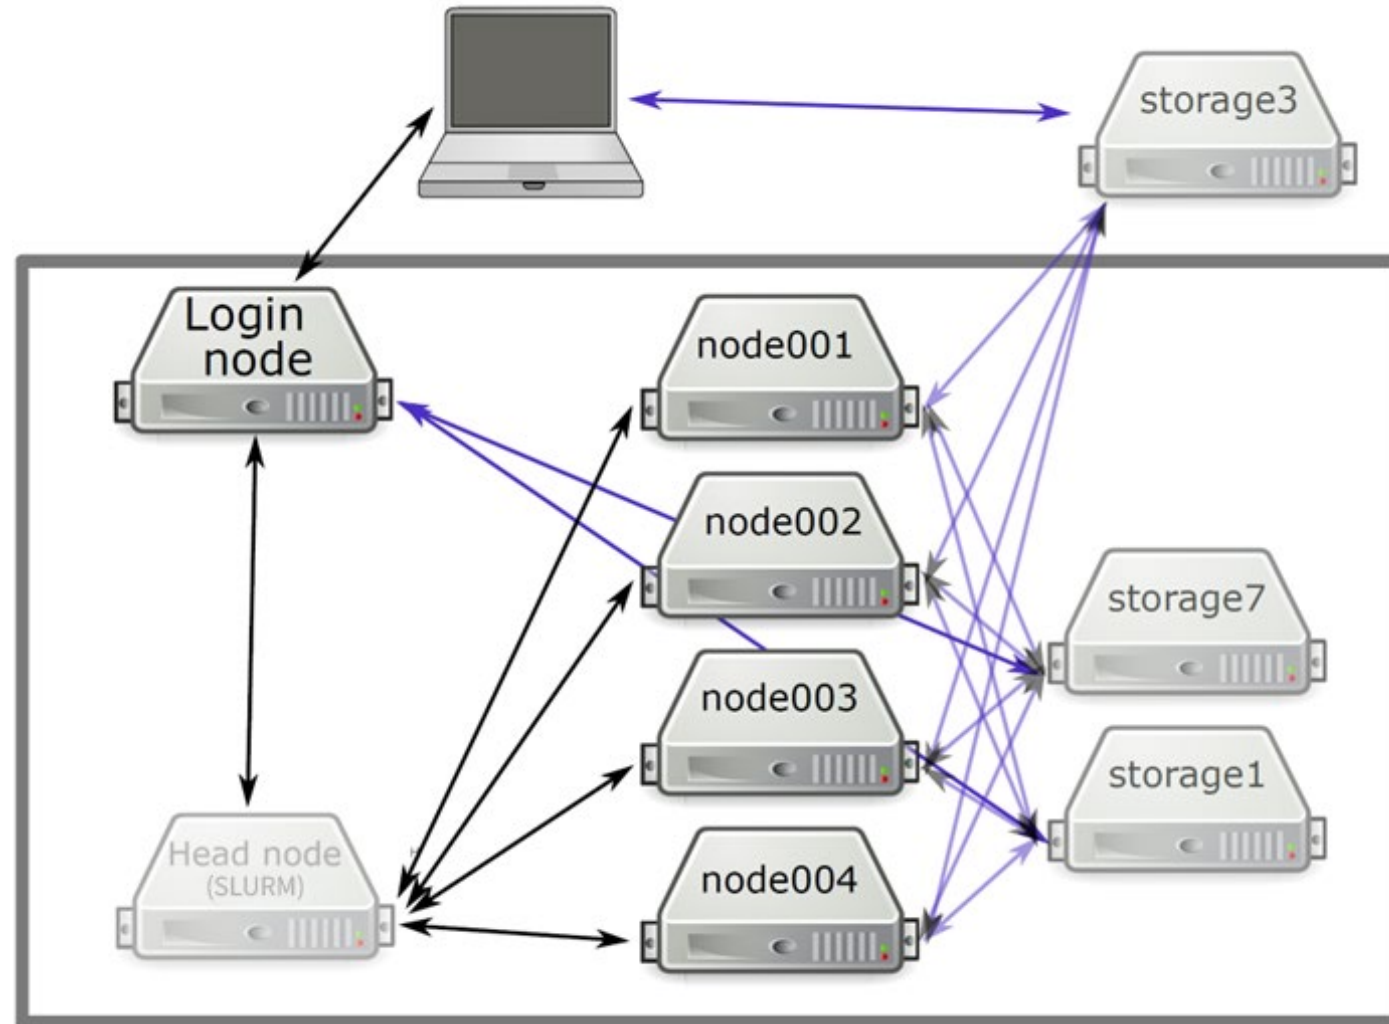 storage3
Login
node
node001
node002
storage7
node003
storage1
Head node
(SLURM)
node004